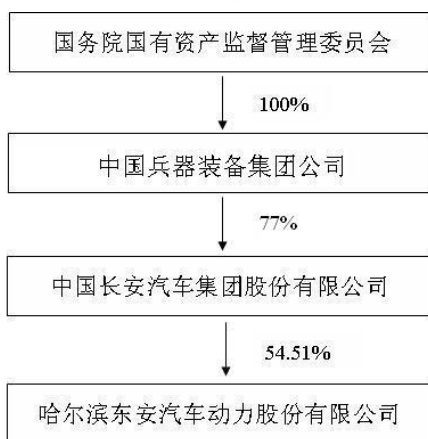 国务院国有资产监督管理委员会
100%
中国兵器装备集团公司
77%
中国长安汽车集团股份有限公司
54.51%
哈尔滨东安汽车动力股份有限公司